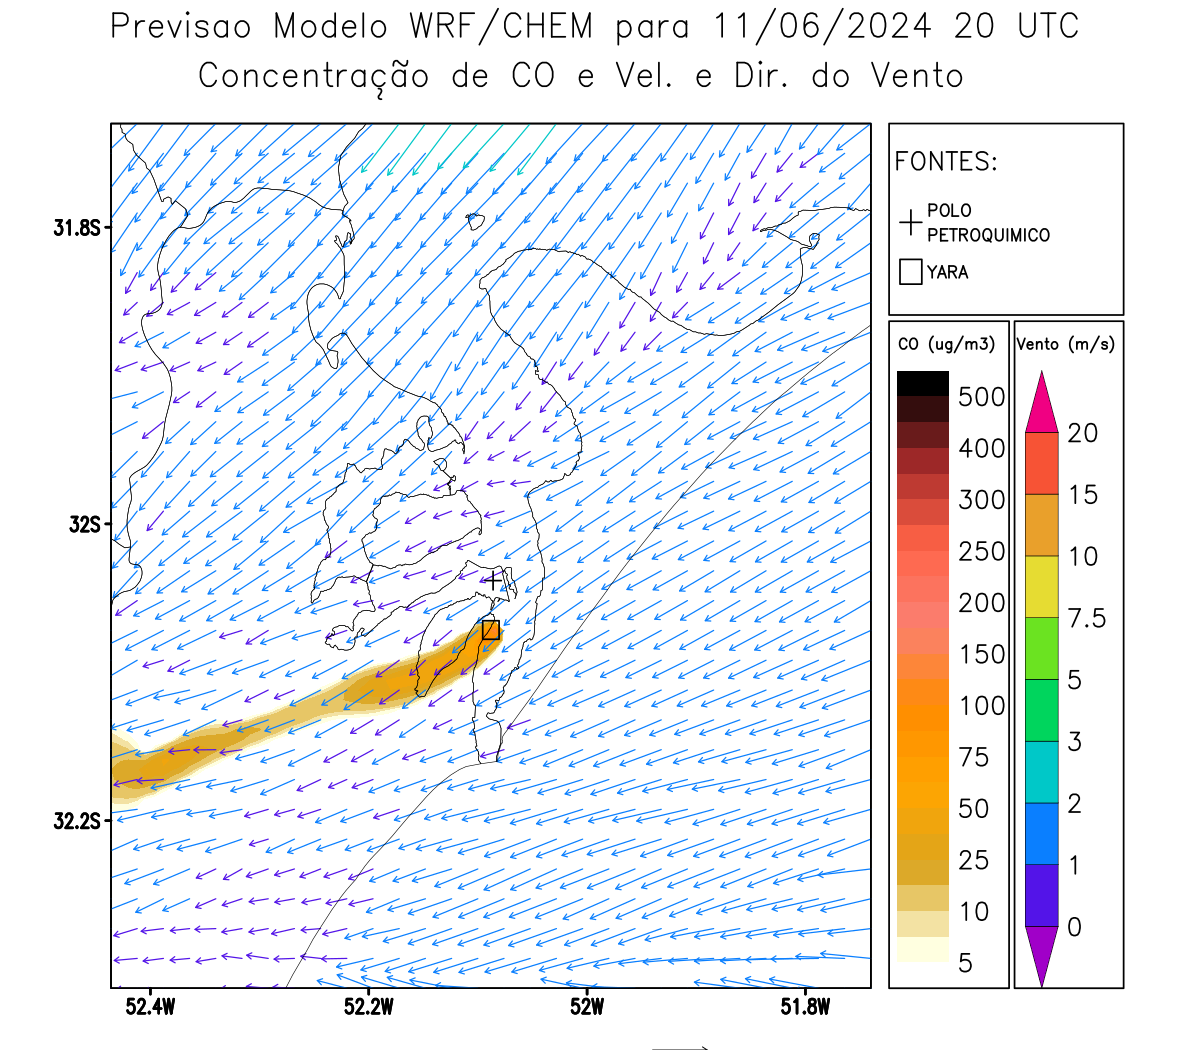 Previsao Modelo WRF/CHEM para 11/06/2024 20 UTC
Concentração de CO e Vel. e Dir. do Vento
FONTES:
POLO
PETROQUIMICO
YARA
CO (ug/m3)
500
400
300
250
200
150
100
75
50
25
10
5
Vento (m/s)
20
15
10
7.5
5
3
2
1
0
31.8S
32S
32.2S
52.4W
52.2W
52W
51.8W